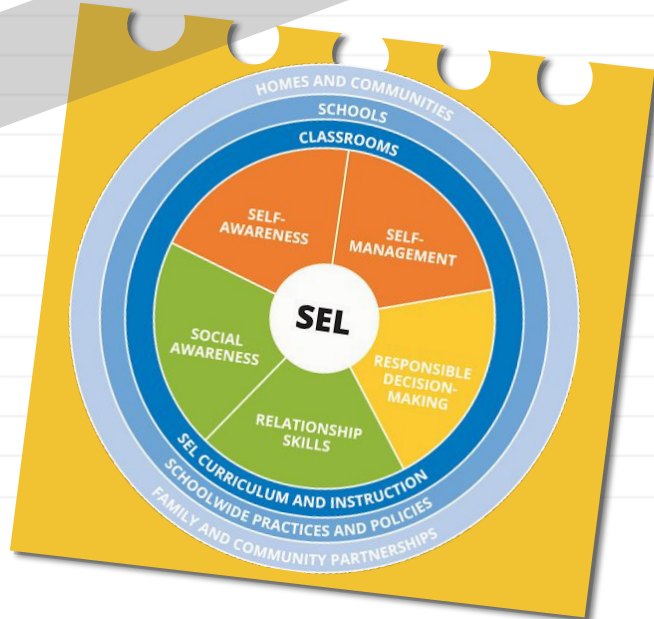 HOMES AND COMMUNITIES
SCHOOLS
CLASSROOMS
SELF-
AWARENESS
SELF-
MANAGEMENT
SEL
SOCIAL
AWARENESS
RESPONSIBLE
DECISION-
MAKING
RELATIONSHIP
SKILLS
SEL CURRICULUM AND INSTRUCTION
SCHOOLWIDE PRACTICES AND POLICIES
FAMILY AND COMMUNITY PARTNERSHIPS